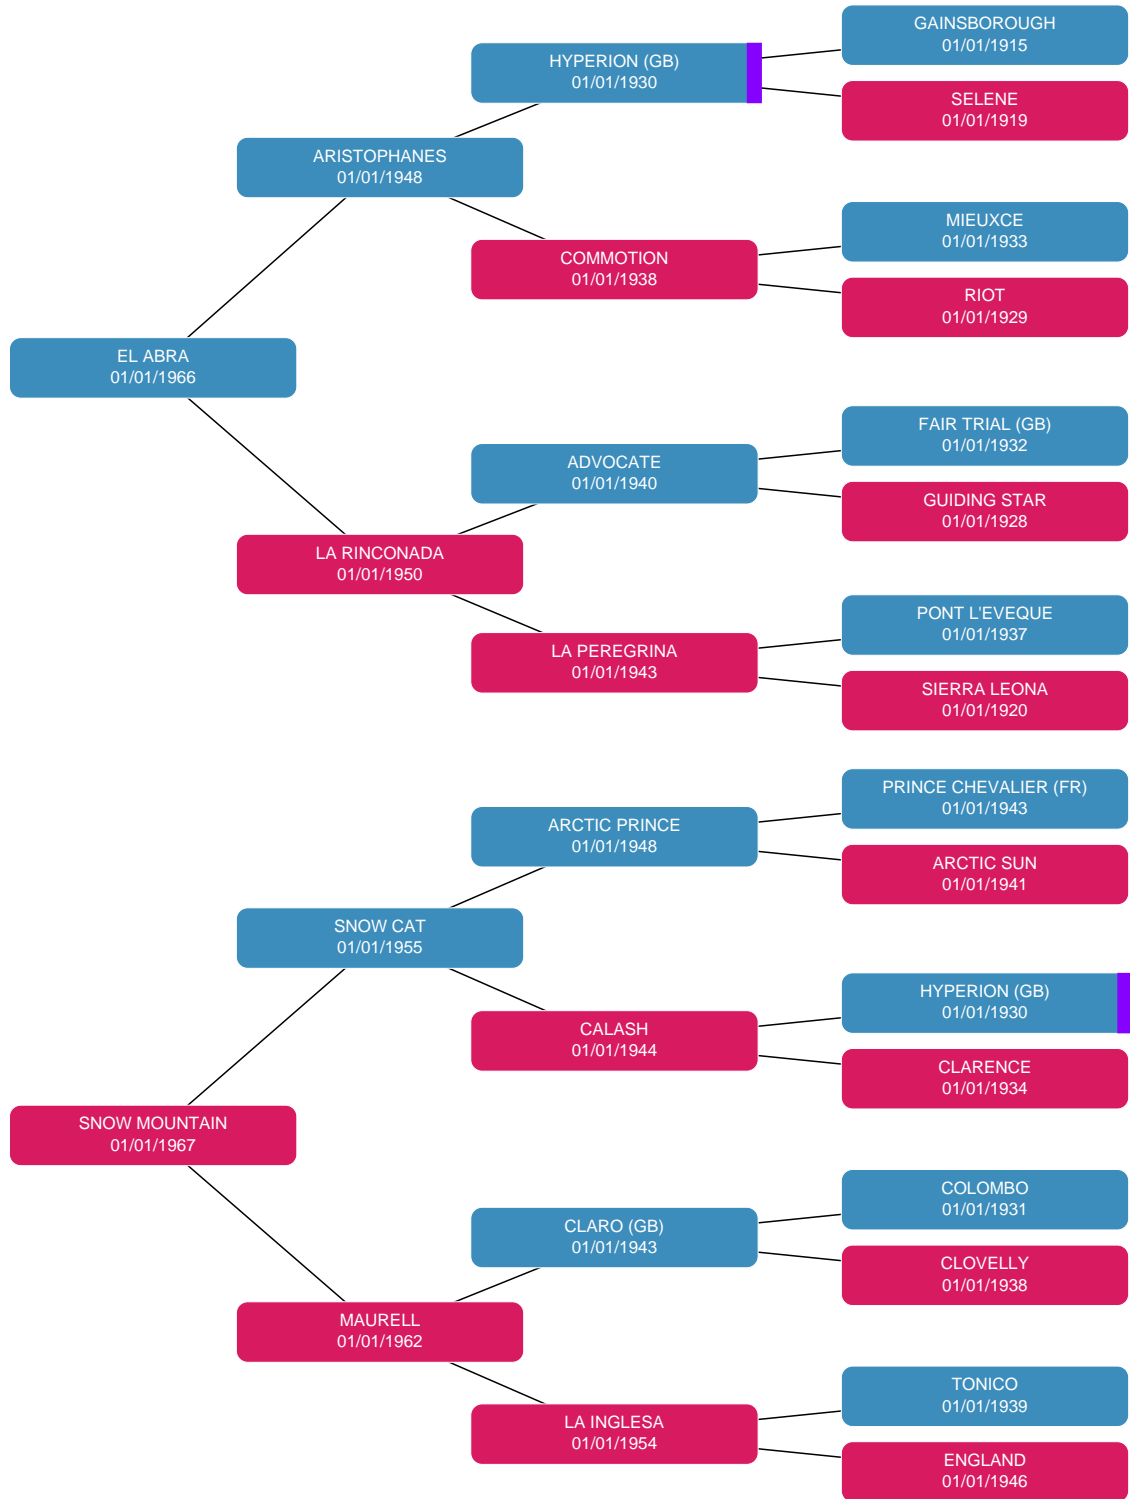 GAINSBOROUGH
01/01/1915
HYPERION (GB)
01/01/1930
SELENE
01/01/1919
ARISTOPHANES
01/01/1948
MIEUXCE
01/01/1933
COMMOTION
01/01/1938
RIOT
01/01/1929
EL ABRA
01/01/1966
FAIR TRIAL (GB)
01/01/1932
ADVOCATE
01/01/1940
GUIDING STAR
01/01/1928
LA RINCONADA
01/01/1950
PONT L'EVEQUE
01/01/1937
LA PEREGRINA
01/01/1943
SIERRA LEONA
01/01/1920
PRINCE CHEVALIER (FR)
01/01/1943
ARCTIC PRINCE
01/01/1948
ARCTIC SUN
01/01/1941
SNOW CAT
01/01/1955
HYPERION (GB)
01/01/1930
CALASH
01/01/1944
CLARENCE
01/01/1934
SNOW MOUNTAIN
01/01/1967
COLOMBO
01/01/1931
CLARO (GB)
01/01/1943
CLOVELLY
01/01/1938
MAURELL
01/01/1962
TONICO
01/01/1939
LA INGLESA
01/01/1954
ENGLAND
01/01/1946